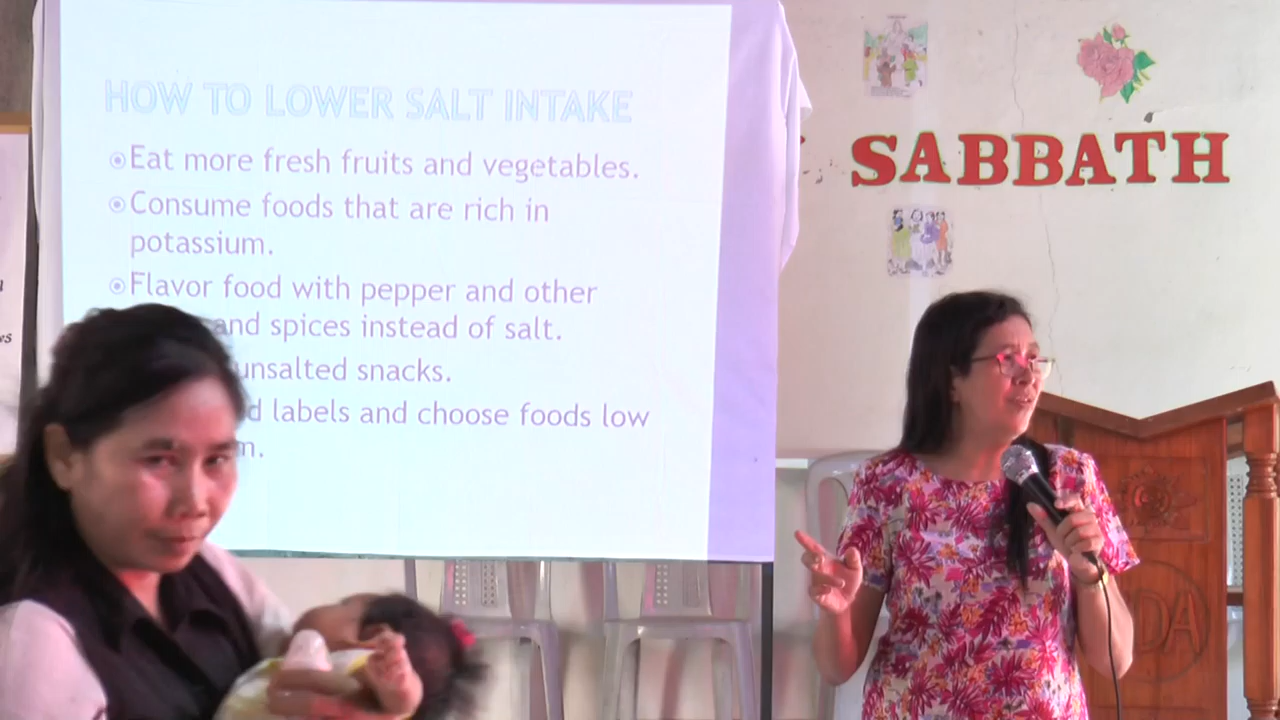 HOW TO LOWER SALT INTAKE
Eat more fresh fruits and vegetables.
Consume foods that are rich in
potassium.
Flavor food with pepper and other
and spices instead of salt.
unsalted snacks.
labels and choose foods low
SABBATH
DA